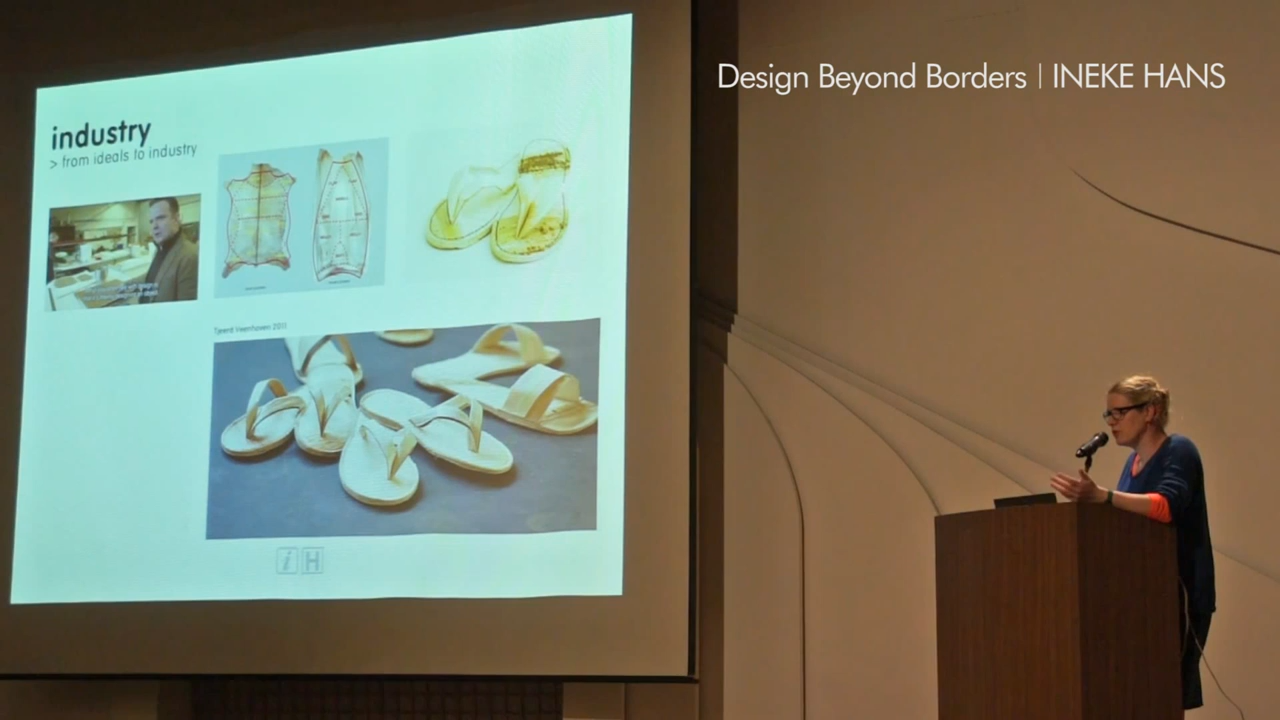 Design Beyond Borders | INEKE HANS
industry
> from ideals to industry
Tjeerd Veenhoven 2011
i H